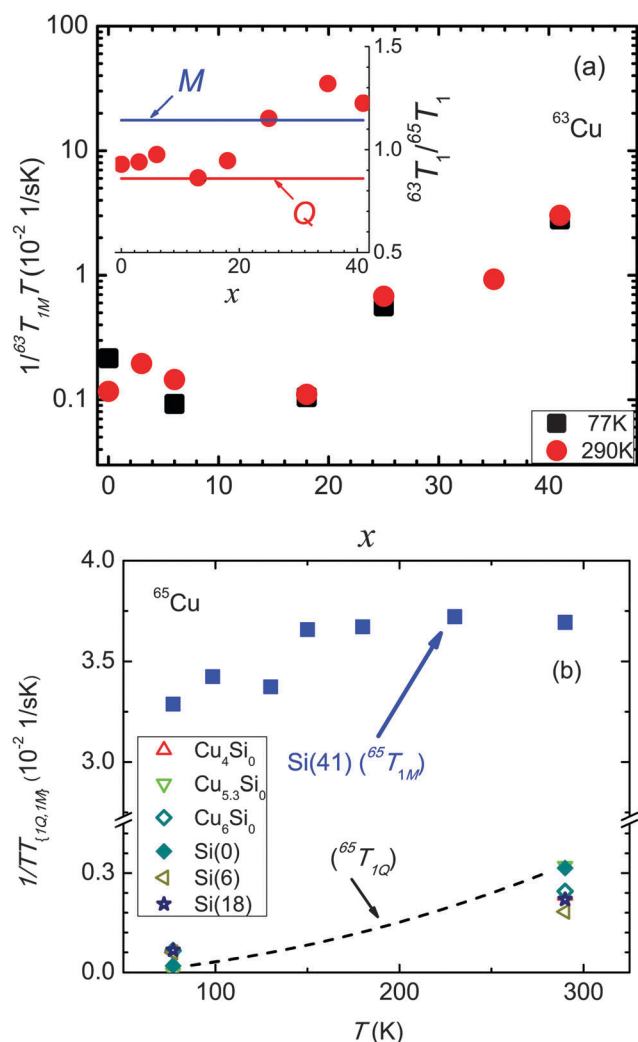 100
10
1
0.1
1/⁶³T₁ₘT (10⁻² 1/sK)
(a)
⁶³Cu
M
Q
1.5
1.0
0.5
⁶³T₁/⁶⁵T₁
0
20
40
x
77K
290K
0
10
20
30
40
x
4.0
3.5
3.0
0.3
0.0
1/TT{1Q,1M} (10⁻² 1/sK)
⁶⁵Cu
(b)
Si(41) (⁶⁵T₁ₘ)
Cu₄Si₀
Cu₅.₃Si₀
Cu₆Si₀
Si(0)
Si(6)
Si(18)
(⁶⁵T1Q)
100
200
300
T(K)